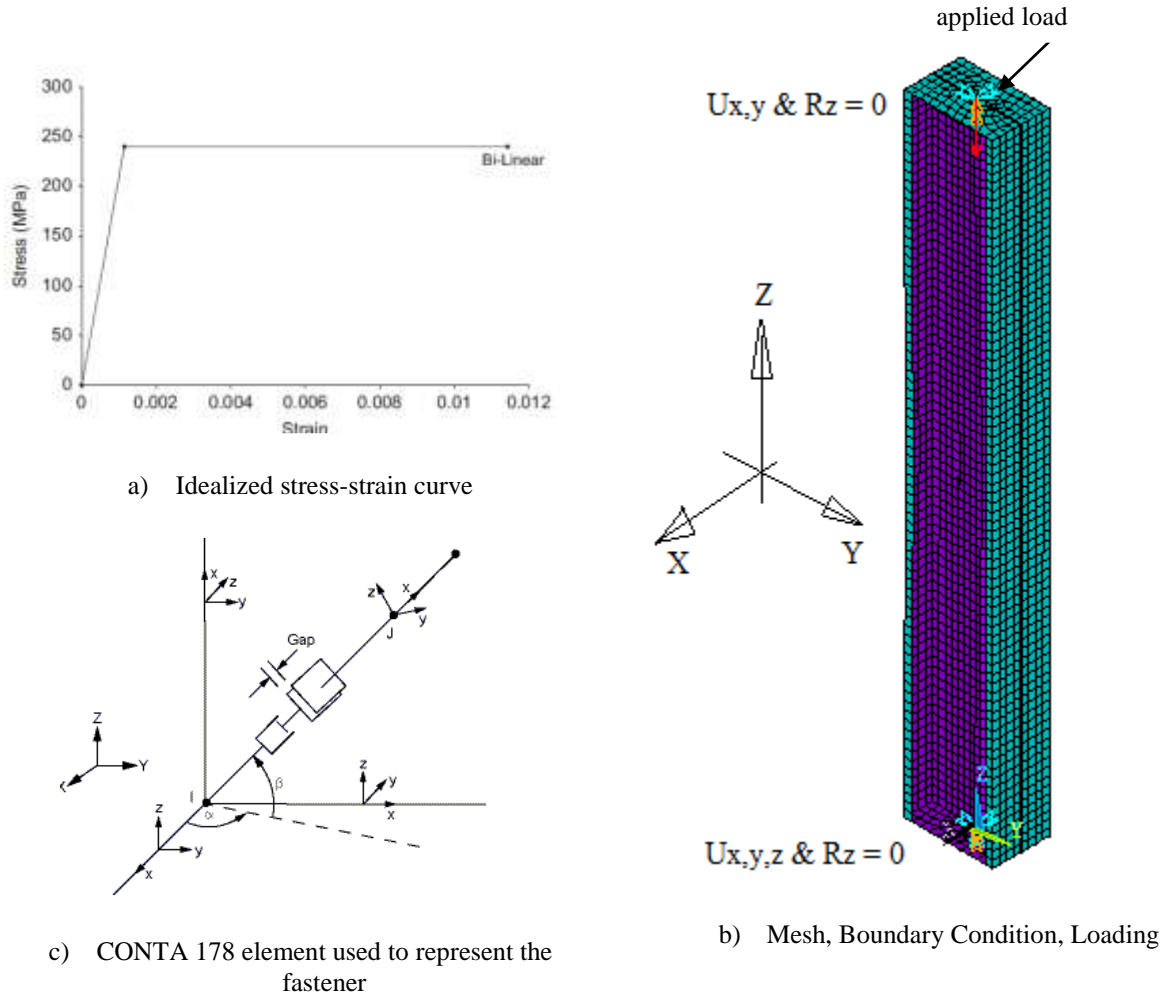 applied load
300
250
200
150
100
50
0
Stress (MPa)
Bi-Linear
0 0.002 0.004 0.006 0.008 0.01 0.012
Strain
a) Idealized stress-strain curve
Ux,y & Rz = 0
Z
X
Y
Ux,y,z & Rz = 0
Z
Y
b) Mesh, Boundary Condition, Loading
x
z
y
z
x
y
J
Gap
Z
Y
X
I
α
β
z
y
x
z
y
x
c) CONTA 178 element used to represent the
fastener